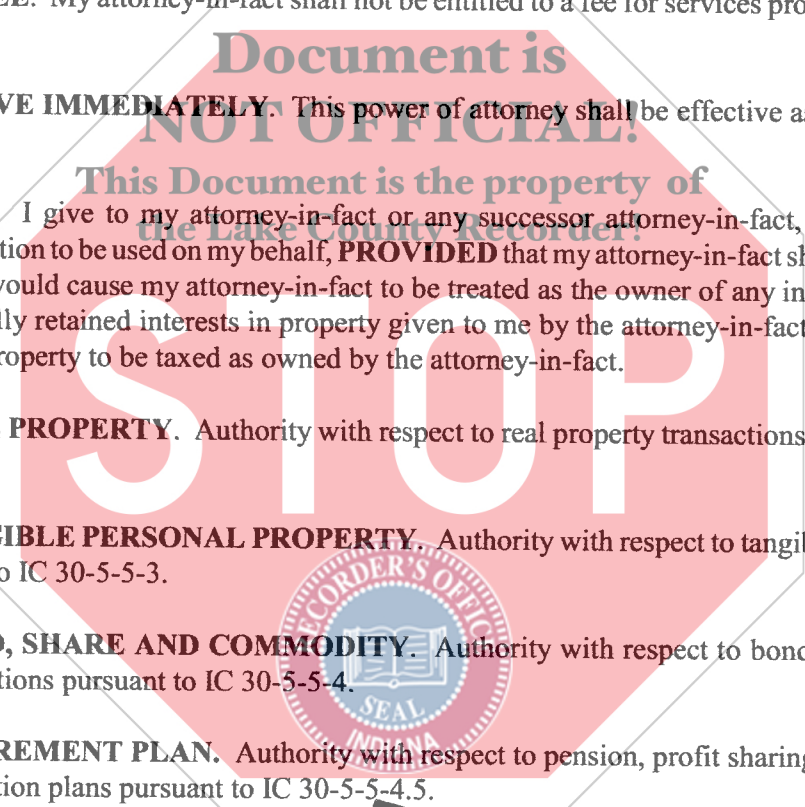 My attorney-in-fact shall not be entitled to a fee for services pro
Document is
VE IMMEDIATELY. This power of attorney shall be effective a
NOT OFFICIAL!
This Document is the property of
I give to my attorney-in-fact or any successor attorney-in-fact,
the Lake County Recorder!
tion to be used on my behalf, PROVIDED that my attorney-in-fact sh
would cause my attorney-in-fact to be treated as the owner of any in
lly retained interests in property given to me by the attorney-in-fact
roperty to be taxed as owned by the attorney-in-fact.
STOP
PROPERTY. Authority with respect to real property transactions
GIBLE PERSONAL PROPERTY. Authority with respect to tangil
o IC 30-5-5-3.
RECORDER'S OFFICE
D, SHARE AND COMMODITY. Authority with respect to bond
tions pursuant to IC 30-5-5-4.
SEAL
INDIANA
REMENT PLAN. Authority with respect to pension, profit sharing
tion plans pursuant to IC 30-5-5-4.5.